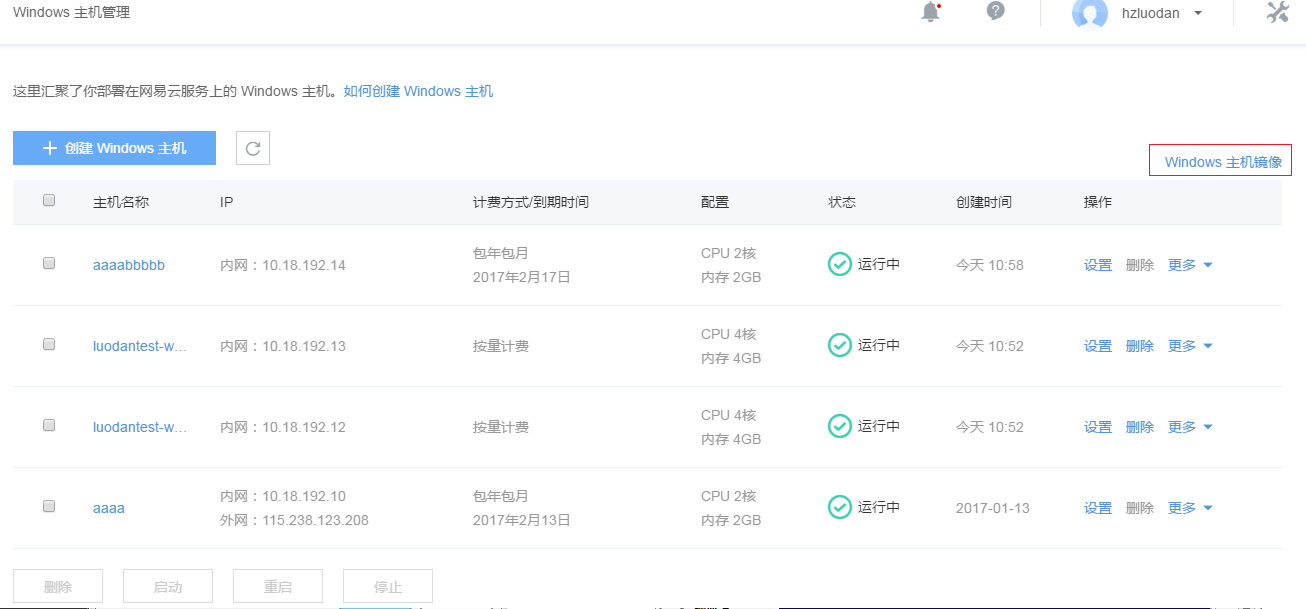 Windows 主机管理
hzluodan
这里汇聚了你部署在网易云服务上的 Windows 主机。如何创建 Windows 主机
创建 Windows 主机
Windows 主机镜像
主机名称 IP 计费方式/到期时间 配置 状态 创建时间 操作
aaaabbbbb 内网：10.18.192.14 包年包月 2017年2月17日 CPU 2核 内存 2GB 运行中 今天 10:58 设置 删除 更多
luodantest-w... 内网：10.18.192.13 按量计费 CPU 4核 内存 4GB 运行中 今天 10:52 设置 删除 更多
luodantest-w... 内网：10.18.192.12 按量计费 CPU 4核 内存 4GB 运行中 今天 10:52 设置 删除 更多
aaaa 内网：10.18.192.10 外网：115.238.123.208 包年包月 2017年2月13日 CPU 2核 内存 2GB 运行中 2017-01-13 设置 删除 更多
删除 启动 重启 停止